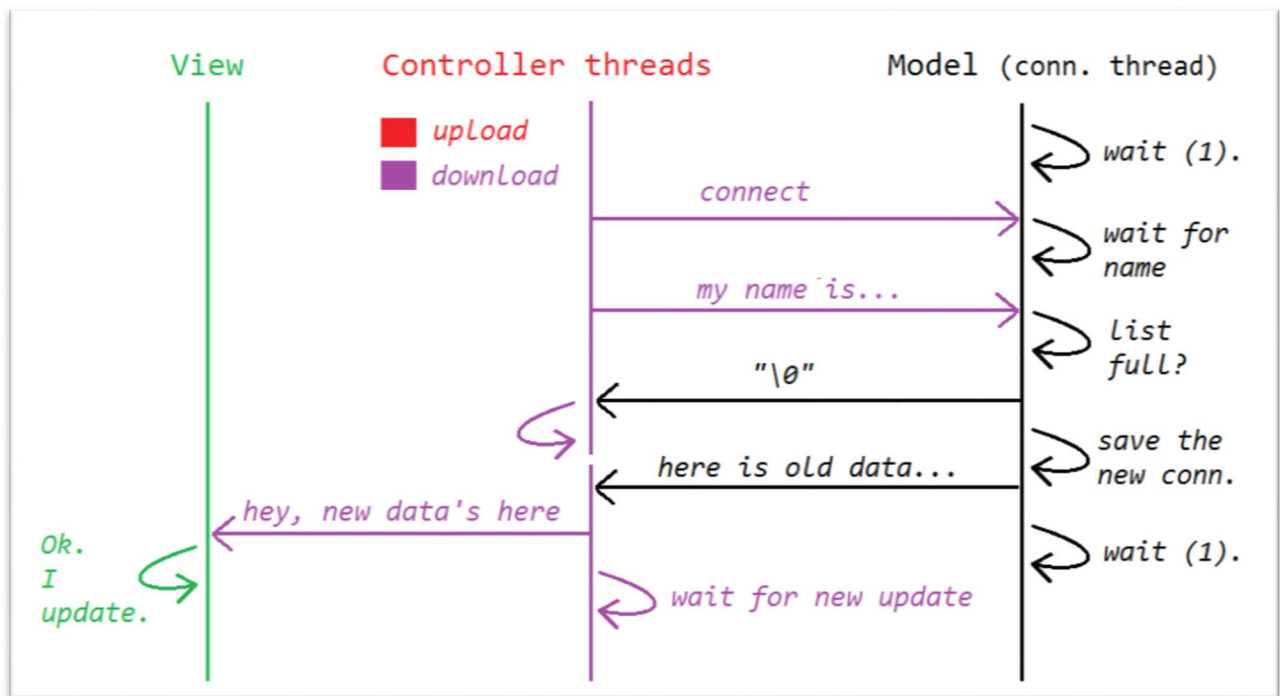 View
Controller threads
Model (conn. thread)
upload
download
wait (1).
connect
wait for
name
my name is...
list
full?
"\0"
save the
new conn.
here is old data...
hey, new data's here
Ok.
I
update.
wait (1).
wait for new update